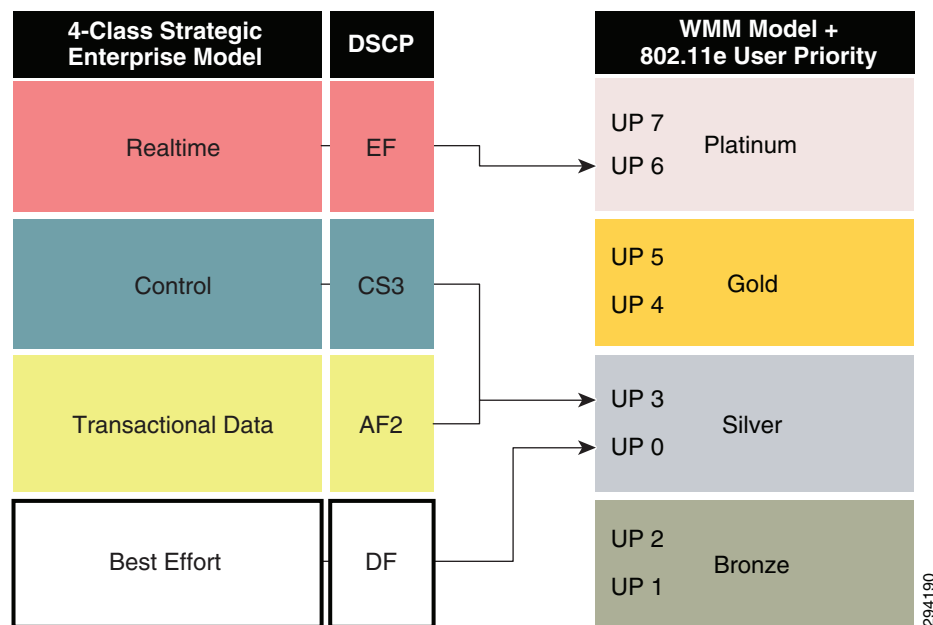 4-Class Strategic
Enterprise Model
DSCP
WMM Model +
802.11e User Priority
Realtime
EF
UP 7
Platinum
UP 6
Control
CS3
UP 5
Gold
UP 4
Transactional Data
AF2
UP 3
Silver
UP 0
Best Effort
DF
UP 2
Bronze
UP 1
294190